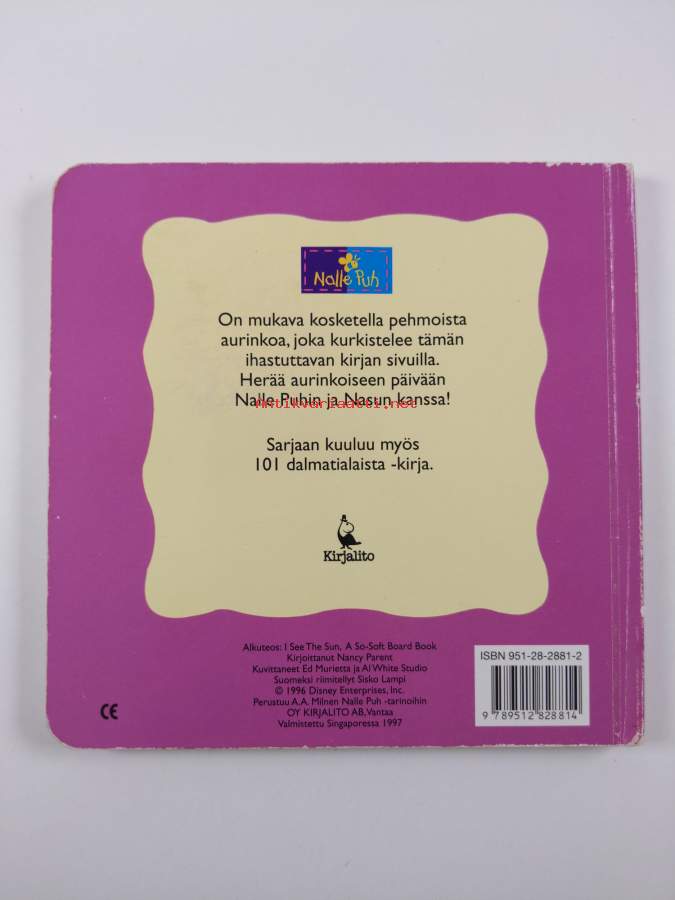 Nalle Puh
On mukava kosketella pehmoista
aurinkoa, joka kurkistelee tämän
ihastuttavan kirjan sivuilla.
Herää aurinkoiseen päivään
Nalle Puhin ja Nasun kanssa!
Antikvariaatti.net
Sarjaan kuuluu myös
101 dalmatialaista -kirja.
Kirjalito
Alkuteos: I See The Sun, A So-Soft Board Book
Kirjoittanut Nancy Parent
Kuvittaneet Ed Murietta ja Al White Studio
Suomeksi riimitellyt Sisko Lampi
© 1996 Disney Enterprises, Inc.
Perustuu A.A. Milnen Nalle Puh -tarinoihin
OY KIRJALITO AB, Vantaa
Valmistettu Singaporessa 1997
CE
ISBN 951-28-2881-2
9 789512 828814